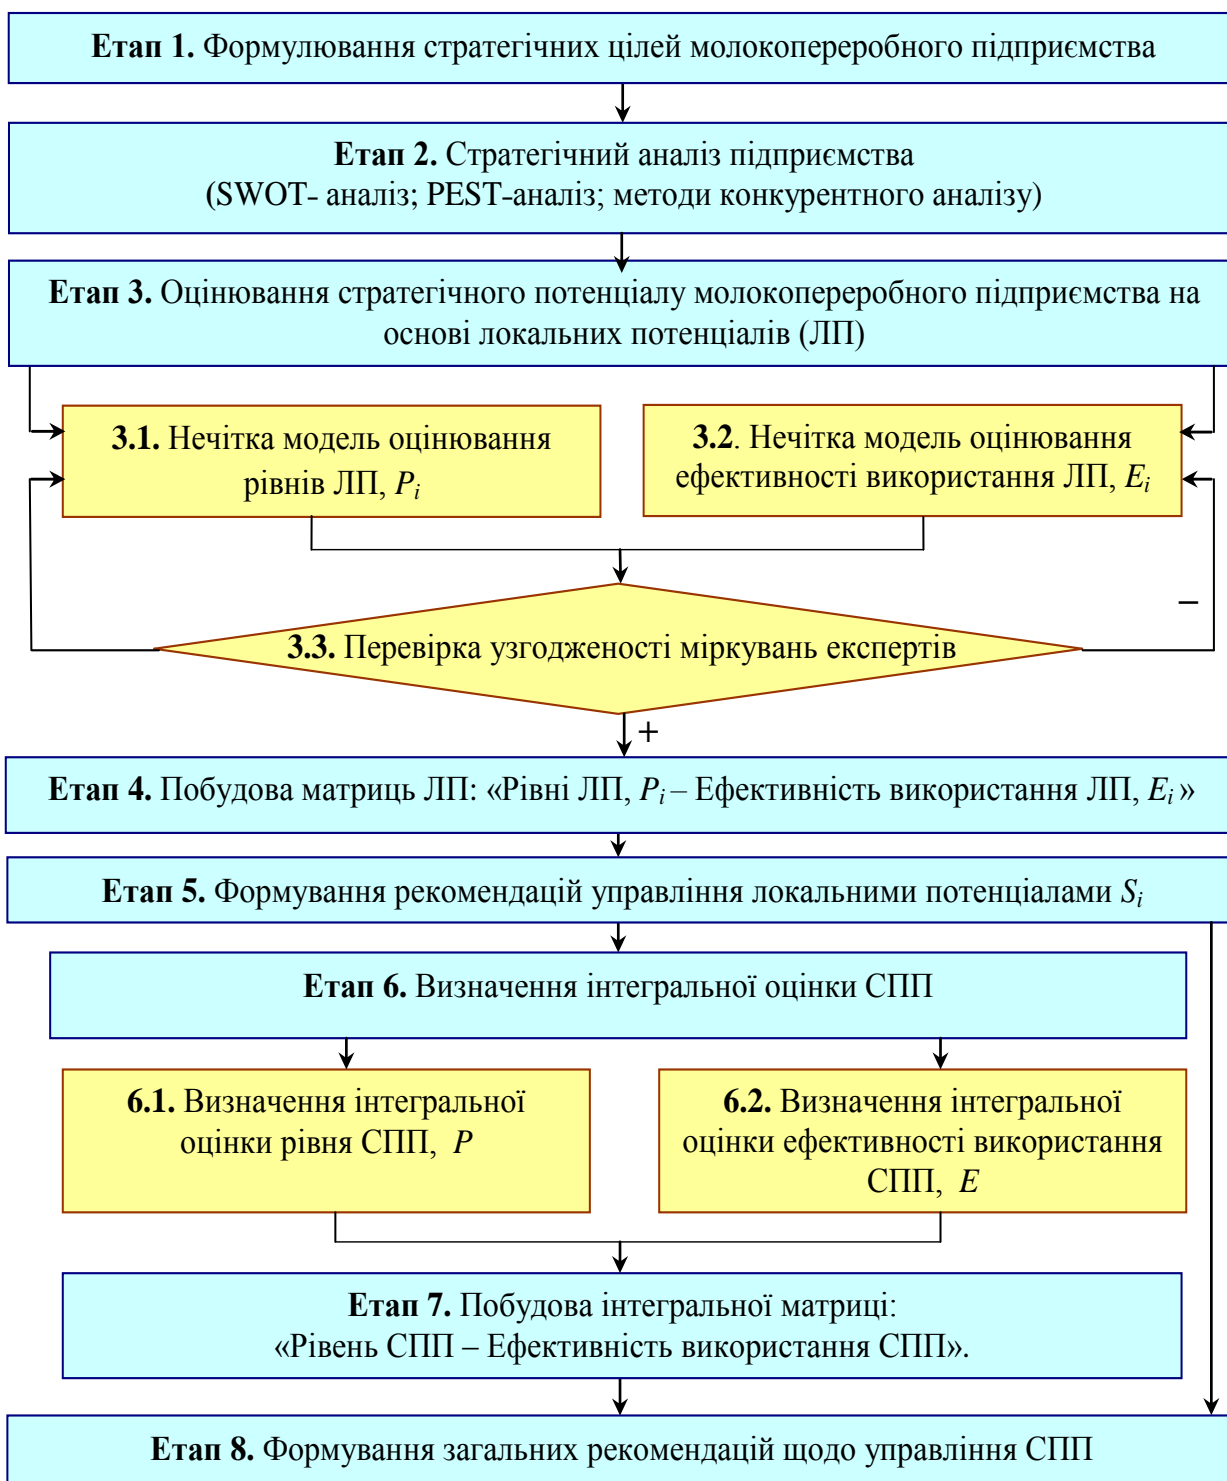 Етап 1. Формулювання стратегічних цілей молокопереробного підприємства
Етап 2. Стратегічний аналіз підприємства
(SWOT- аналіз; PEST-аналіз; методи конкурентного аналізу)
Етап 3. Оцінювання стратегічного потенціалу молокопереробного підприємства на
основі локальних потенціалів (ЛП)
3.1. Нечітка модель оцінювання
рівнів ЛП, Pi
3.2. Нечітка модель оцінювання
ефективності використання ЛП, Ei
–
3.3. Перевірка узгодженості міркувань експертів
+
Етап 4. Побудова матриць ЛП: «Рівні ЛП, Pi – Ефективність використання ЛП, Ei »
Етап 5. Формування рекомендацій управління локальними потенціалами Si
Етап 6. Визначення інтегральної оцінки СПП
6.1. Визначення інтегральної
оцінки рівня СПП, P
6.2. Визначення інтегральної
оцінки ефективності використання
СПП, E
Етап 7. Побудова інтегральної матриці:
«Рівень СПП – Ефективність використання СПП».
Етап 8. Формування загальних рекомендацій щодо управління СПП